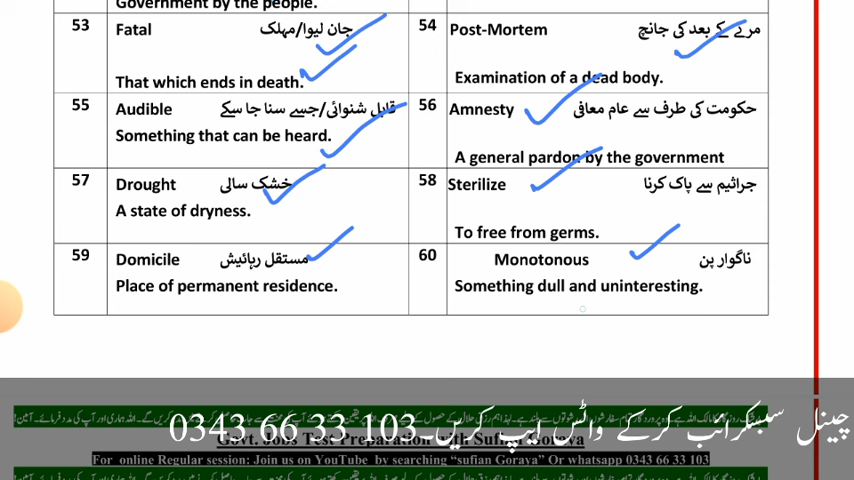 Government by the people.
53 Fatal جان لیوا/مہلک
That which ends in death.
54 Post-Mortem مرنے کے بعد کی جانچ
Examination of a dead body.
55 Audible قابل شنوائی/جسے سنا جا سکے
Something that can be heard.
56 Amnesty حکومت کی طرف سے عام معافی
A general pardon by the government
57 Drought خشک سالی
A state of dryness.
58 Sterilize جراثیم سے پاک کرنا
To free from germs.
59 Domicile مستقل رہائیش
Place of permanent residence.
60 Monotonous ناگوار پن
Something dull and uninteresting.
چینل سبسکرائب کرکے واٹس ایپ کریں۔103 33 66 0343
Govt. Jobs Test Preparation with Sufian Goraya
For online Regular session: Join us on YouTube by searching “sufian Goraya” Or whatsapp 0343 66 33 103